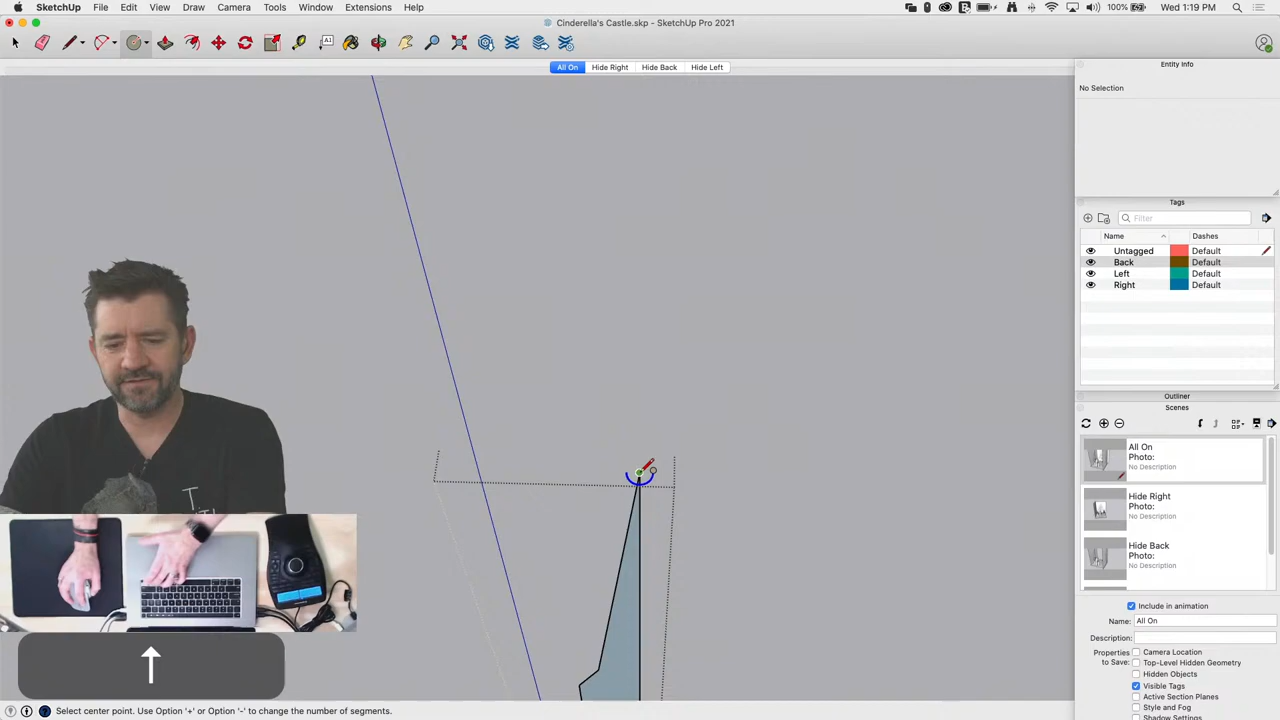 SketchUp File Edit View Draw Camera Tools Window Extensions Help 100% Wed 1:19 PM
Cinderella's Castle.skp - SketchUp Pro 2021
All On Hide Right Hide Back Hide Left
Entity Info
No Selection
Tags
Filter
Name Dashes
Untagged Default
Back Default
Left Default
Right Default
Outliner
Scenes
All On
Photo:
No Description
Hide Right
Photo:
No Description
Hide Back
Photo:
No Description
Include in animation
Name: All On
Description:
Properties to Save:
Camera Location
Top-Level Hidden Geometry
Hidden Objects
Visible Tags
Active Section Planes
Style and Fog
Shadow Settings
Select center point. Use Option '+' or Option '-' to change the number of segments.